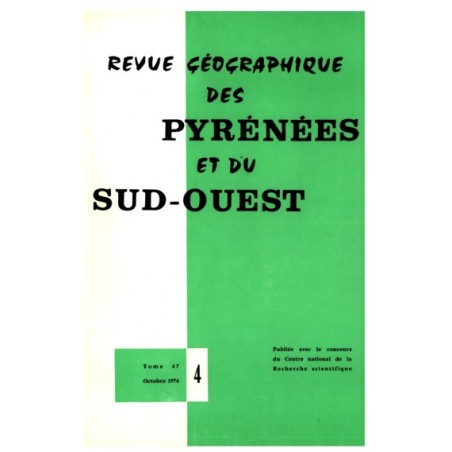 REVUE GÉOGRAPHIQUE
DES
PYRÉNÉES
ET DU
SUD-OUEST
Publiée avec le concours
du Centre national de la
Recherche scientifique
Tome 47
Octobre 1976
4